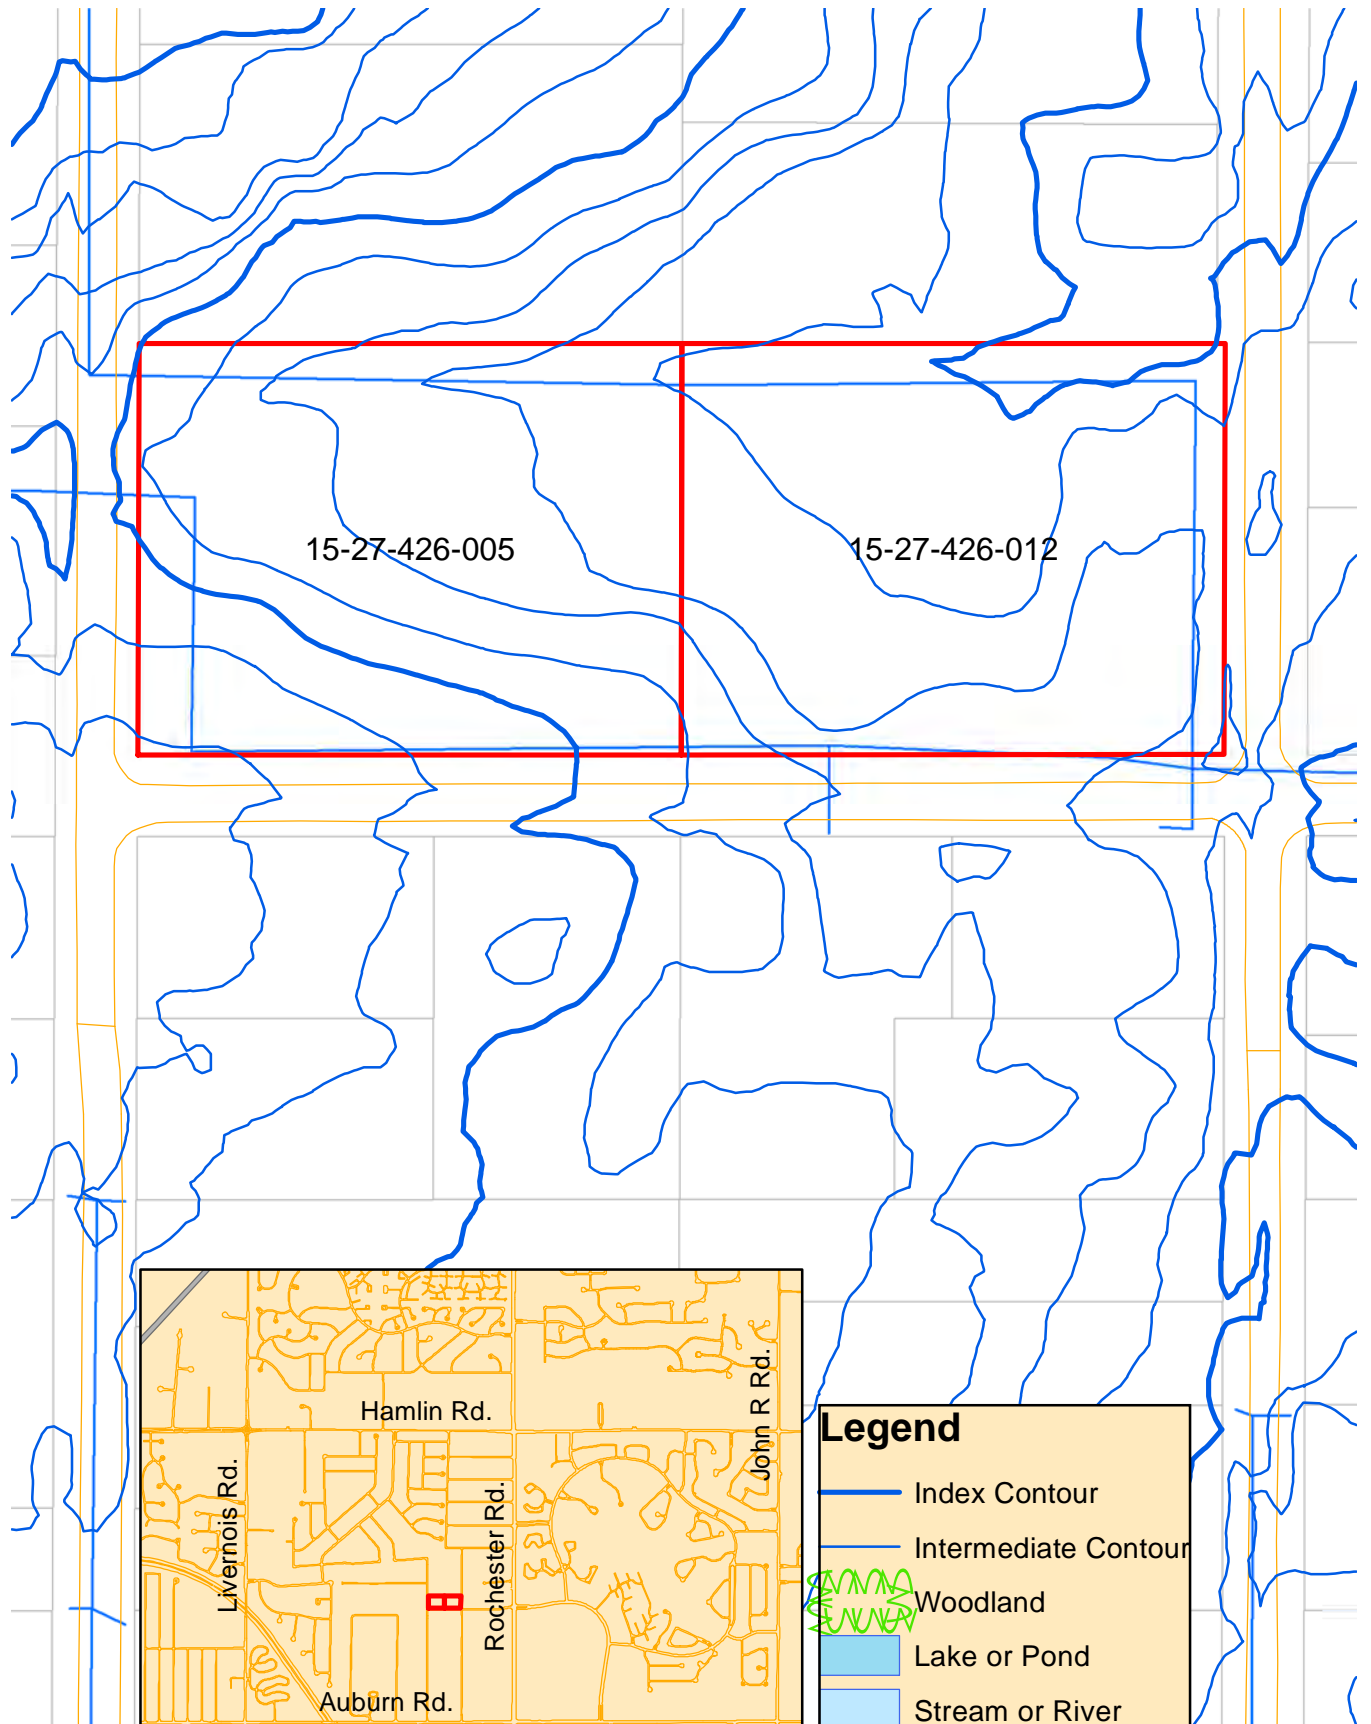 15-27-426-005
15-27-426-012
Hamlin Rd.
John R Rd.
Livernois Rd.
Rochester Rd.
Auburn Rd.
Legend
Index Contour
Intermediate Contour
Woodland
Lake or Pond
Stream or River